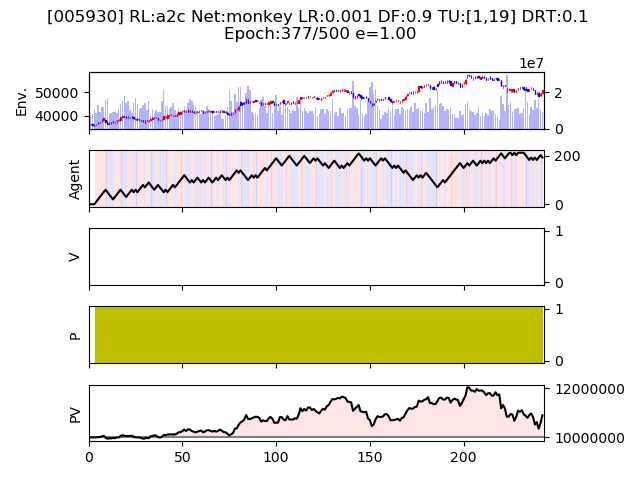 [005930] RL:a2c Net:monkey LR:0.001 DF:0.9 TU:[1,19] DRT:0.1
Epoch:377/500 e=1.00
1e7
Env.
50000
40000
2
0
Agent
200
0
V
1
0
P
1
0
PV
12000000
10000000
0 50 100 150 200